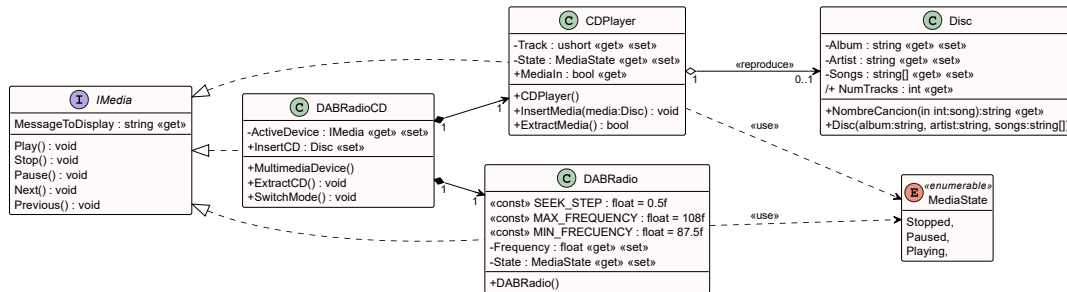 I IMedia
MessageToDisplay : string «get»
Play() : void
Stop() : void
Pause() : void
Next() : void
Previous() : void
C DABRadioCD
-ActiveDevice : IMedia «get» «set»
+InsertCD : Disc «set»
+MultimediaDevice()
+ExtractCD() : void
+SwitchMode() : void
1
1
1
1
C CDPlayer
-Track : ushort «get» «set»
-State : MediaState «get» «set»
+MediaIn : bool «get»
+CDPlayer()
+InsertMedia(media:Disc) : void
+ExtractMedia() : bool
C DABRadio
«const» SEEK_STEP : float = 0.5f
«const» MAX_FREQUENCY : float = 108f
«const» MIN_FRECUENCY : float = 87.5f
-Frequency : float «get» «set»
-State : MediaState «get» «set»
+DABRadio()
1
«reproduce»
0..1
«use»
«use»
C Disc
-Album : string «get» «set»
-Artist : string «get» «set»
-Songs : string[] «get» «set»
/+ NumTracks : int «get»
+NombreCancion(in int:song):string «get»
+Disc(album:string, artist:string, songs:string[])
E «enumerable»
MediaState
Stopped,
Paused,
Playing,